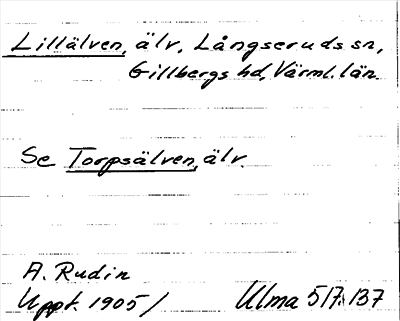 Lillälven, älv, Långseruds sn,
Gillbergs hd, Värml. län.
Se Torpsälven, älv.
A. Rudin
Uppt. 1905/
Ulma 517:137